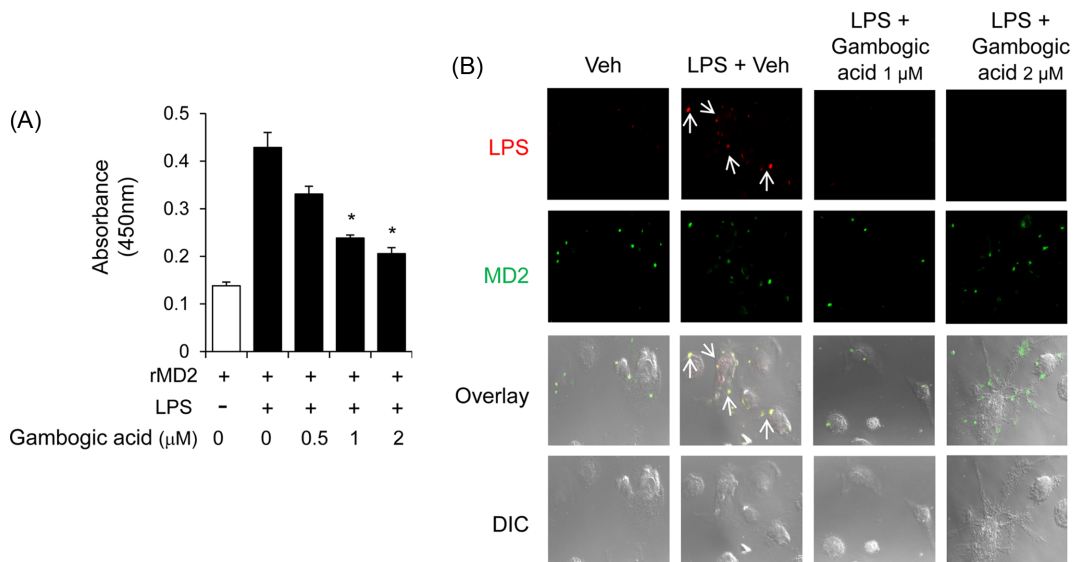 (A)
Absorbance
(450nm)
0.5
0.4
0.3
0.2
0.1
0
*
*
rMD2 + + + + +
LPS - + + + +
Gambogic acid (μM) 0 0 0.5 1 2
(B)
Veh
LPS + Veh
LPS +
Gambogic
acid 1 μM
LPS +
Gambogic
acid 2 μM
LPS
MD2
Overlay
DIC